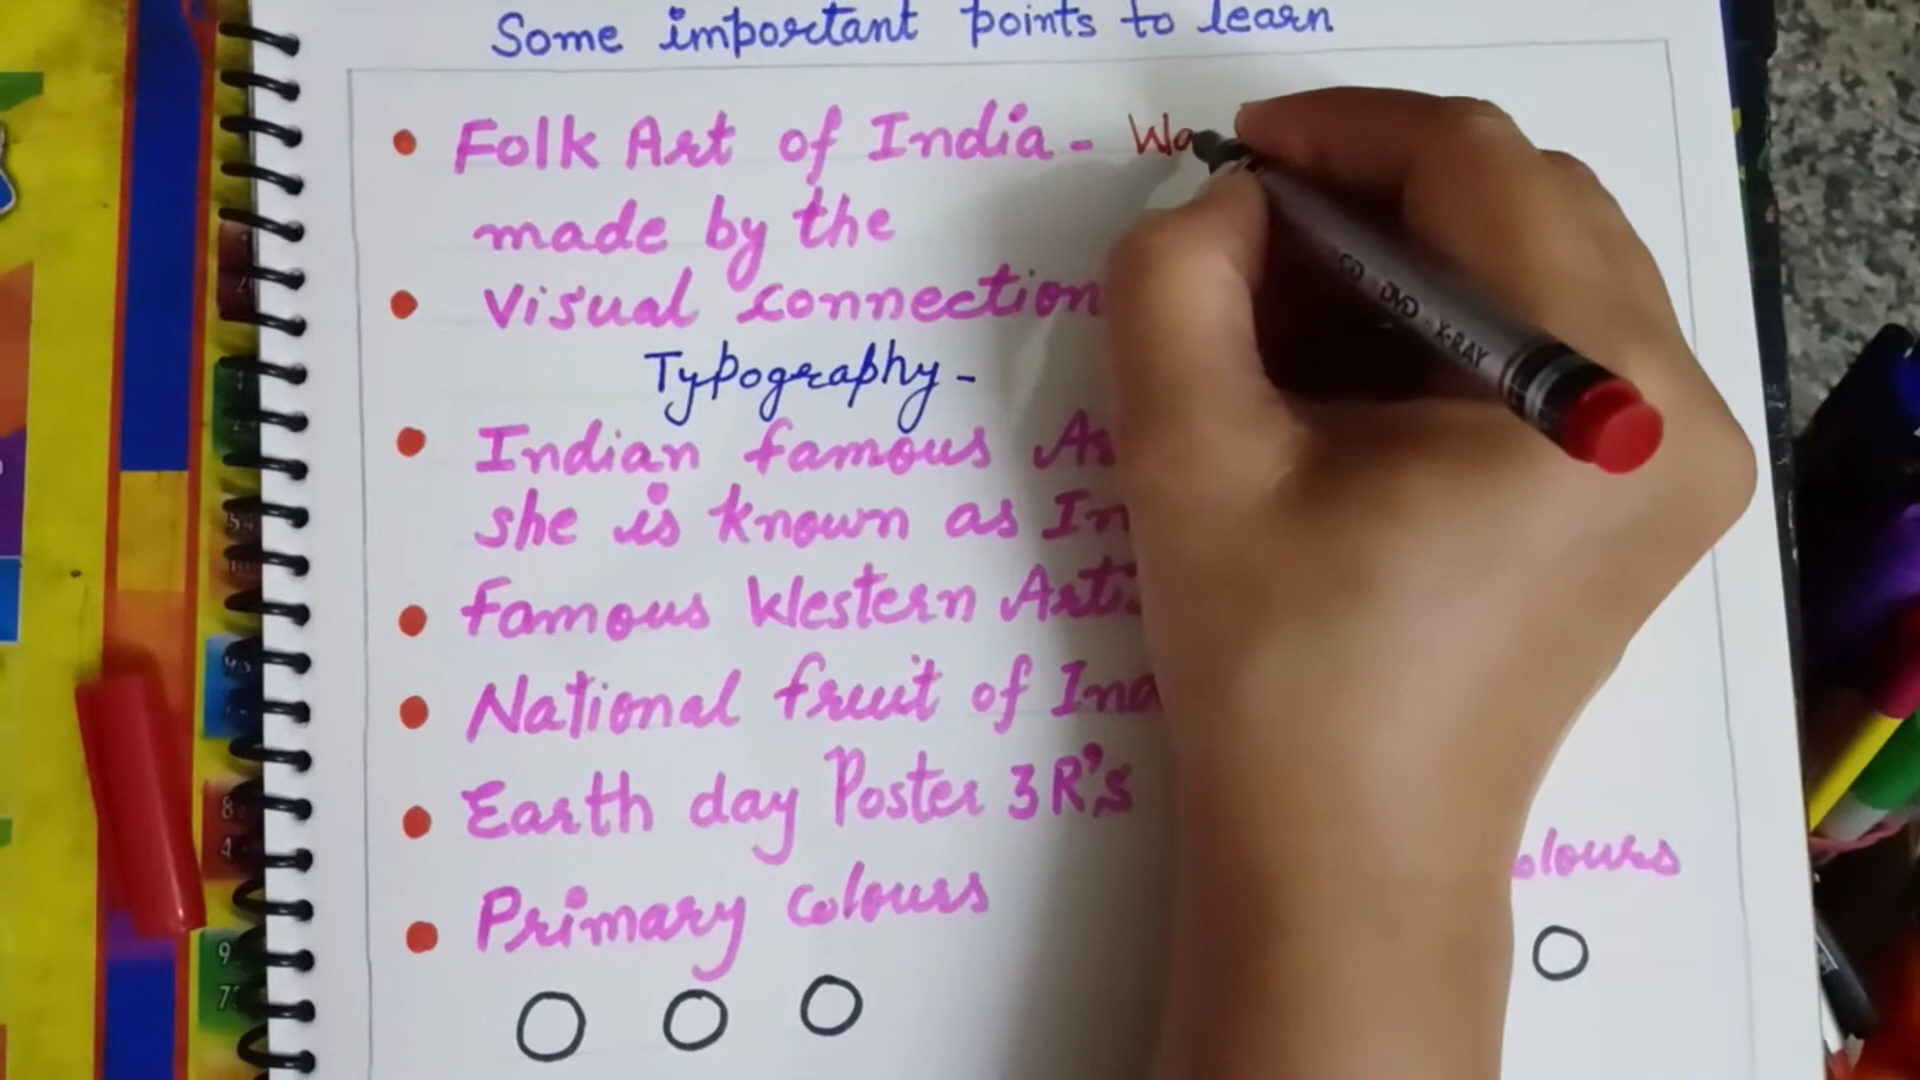 Some important points to learn
Folk Art of India - Wa
made by the
Visual connection
Typography -
Indian famous
she is known as
Famous Western
National fruit of
Earth day Poster 3R's
Primary colours
CD - DVD - X-RAY